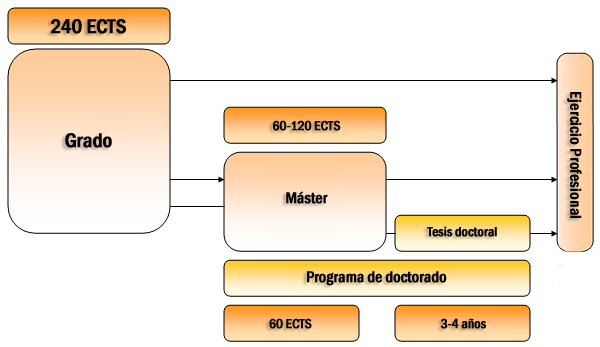 240 ECTS
Grado
60-120 ECTS
Máster
Tesis doctoral
Programa de doctorado
60 ECTS
3-4 años
Ejercicio Profesional